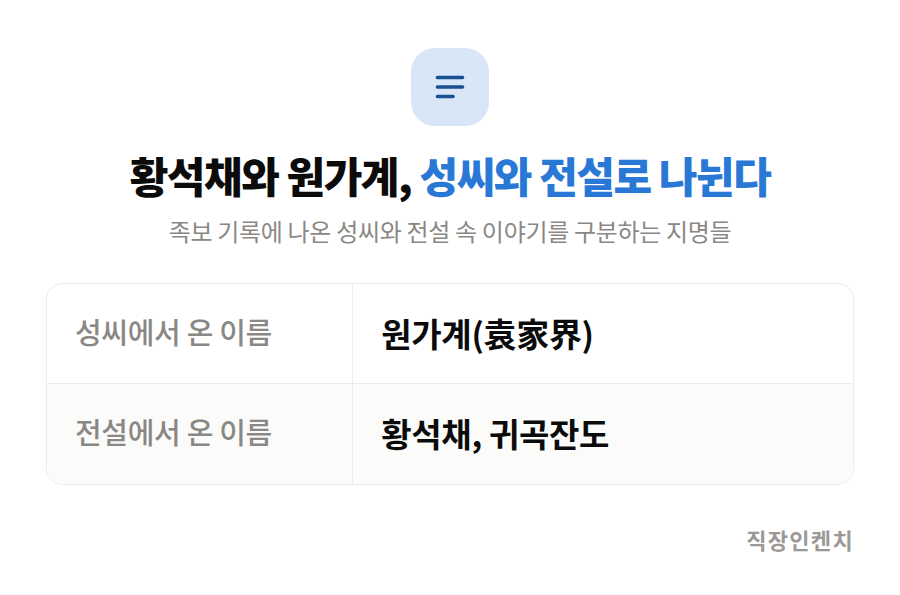 황석채와 원가계, 성씨와 전설로 나뉜다
족보 기록에 나온 성씨와 전설 속 이야기를 구분하는 지명들
성씨에서 온 이름
원가계(袁家界)
전설에서 온 이름
황석채, 귀곡잔도
직장인켄치